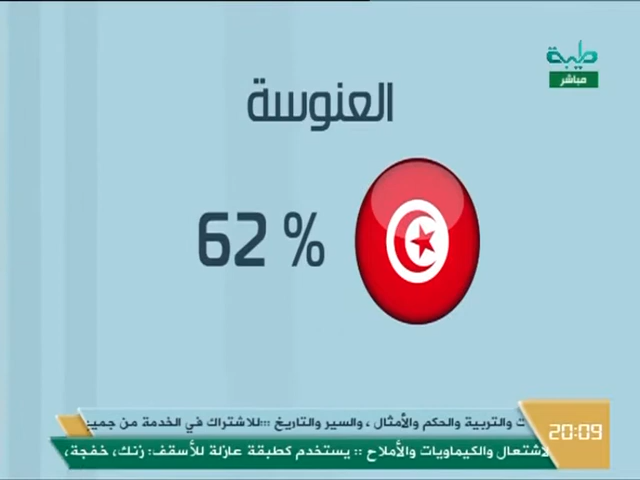 طيبة
مباشر
العنوسة
62 %
ت والتربية والحكم والأمثال ، والسير والتاريخ :::للاشتراك في الخدمة من جميع
20:09
لاشتعال والكيماويات والأملاح :: يستخدم كطبقة عازلة للأسقف: زنك، خفجة،